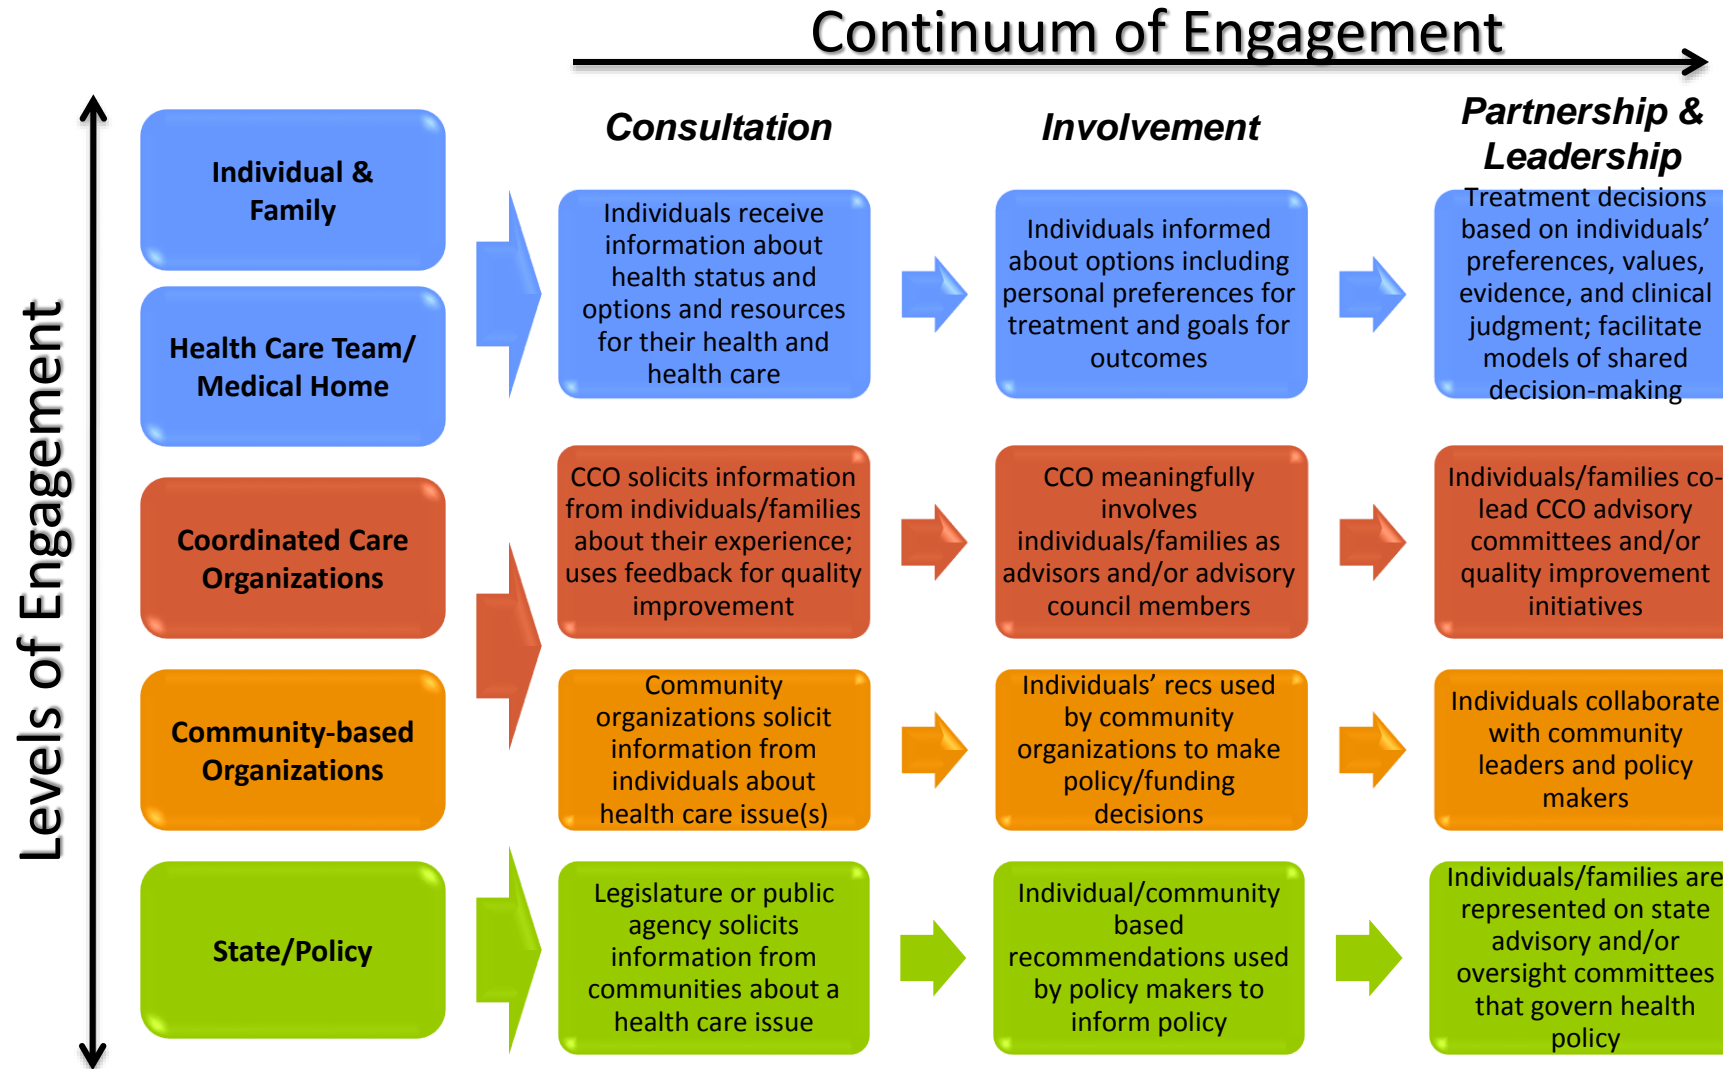 Continuum of Engagement
Levels of Engagement
Consultation
Involvement
Partnership &
Leadership
Individual &
Family
Health Care Team/
Medical Home
Individuals receive
information about
health status and
options and resources
for their health and
health care
Individuals informed
about options including
personal preferences for
treatment and goals for
outcomes
Treatment decisions
based on individuals’
preferences, values,
evidence, and clinical
judgment; facilitate
models of shared
decision-making
Coordinated Care
Organizations
CCO solicits information
from individuals/families
about their experience;
uses feedback for quality
improvement
CCO meaningfully
involves
individuals/families as
advisors and/or advisory
council members
Individuals/families co-
lead CCO advisory
committees and/or
quality improvement
initiatives
Community-based
Organizations
Community
organizations solicit
information from
individuals about
health care issue(s)
Individuals’ recs used
by community
organizations to make
policy/funding
decisions
Individuals collaborate
with community
leaders and policy
makers
State/Policy
Legislature or public
agency solicits
information from
communities about a
health care issue
Individual/community
based
recommendations used
by policy makers to
inform policy
Individuals/families are
represented on state
advisory and/or
oversight committees
that govern health
policy